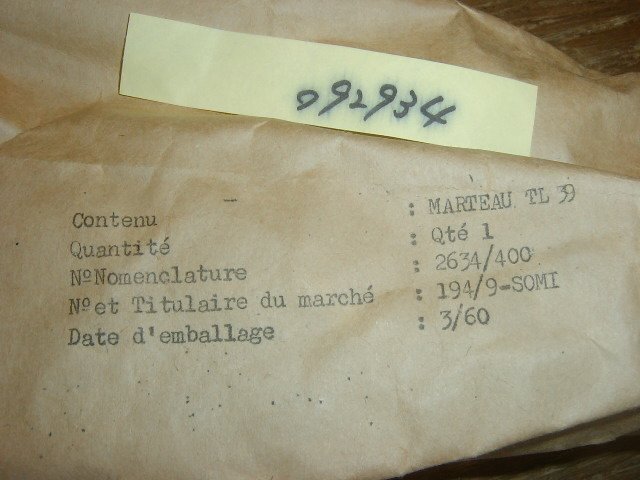 092934
Contenu : MARTEAU TL 39
Quantité : Qté 1
NºNomenclature : 2634/400
Nºet Titulaire du marché : 194/9-SOMI
Date d'emballage : 3/60